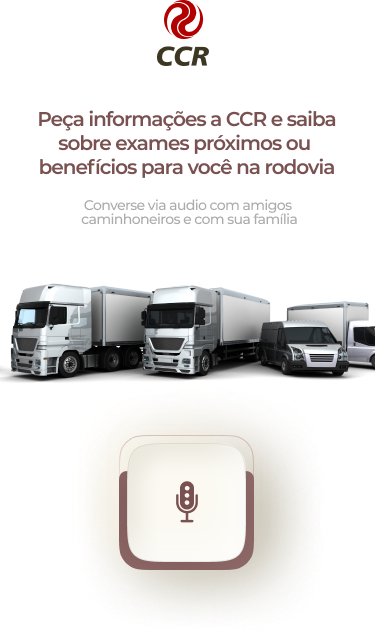 CCR
Peça informações a CCR e saiba
sobre exames próximos ou
benefícios para você na rodovia
Converse via audio com amigos
caminhoneiros e com sua família